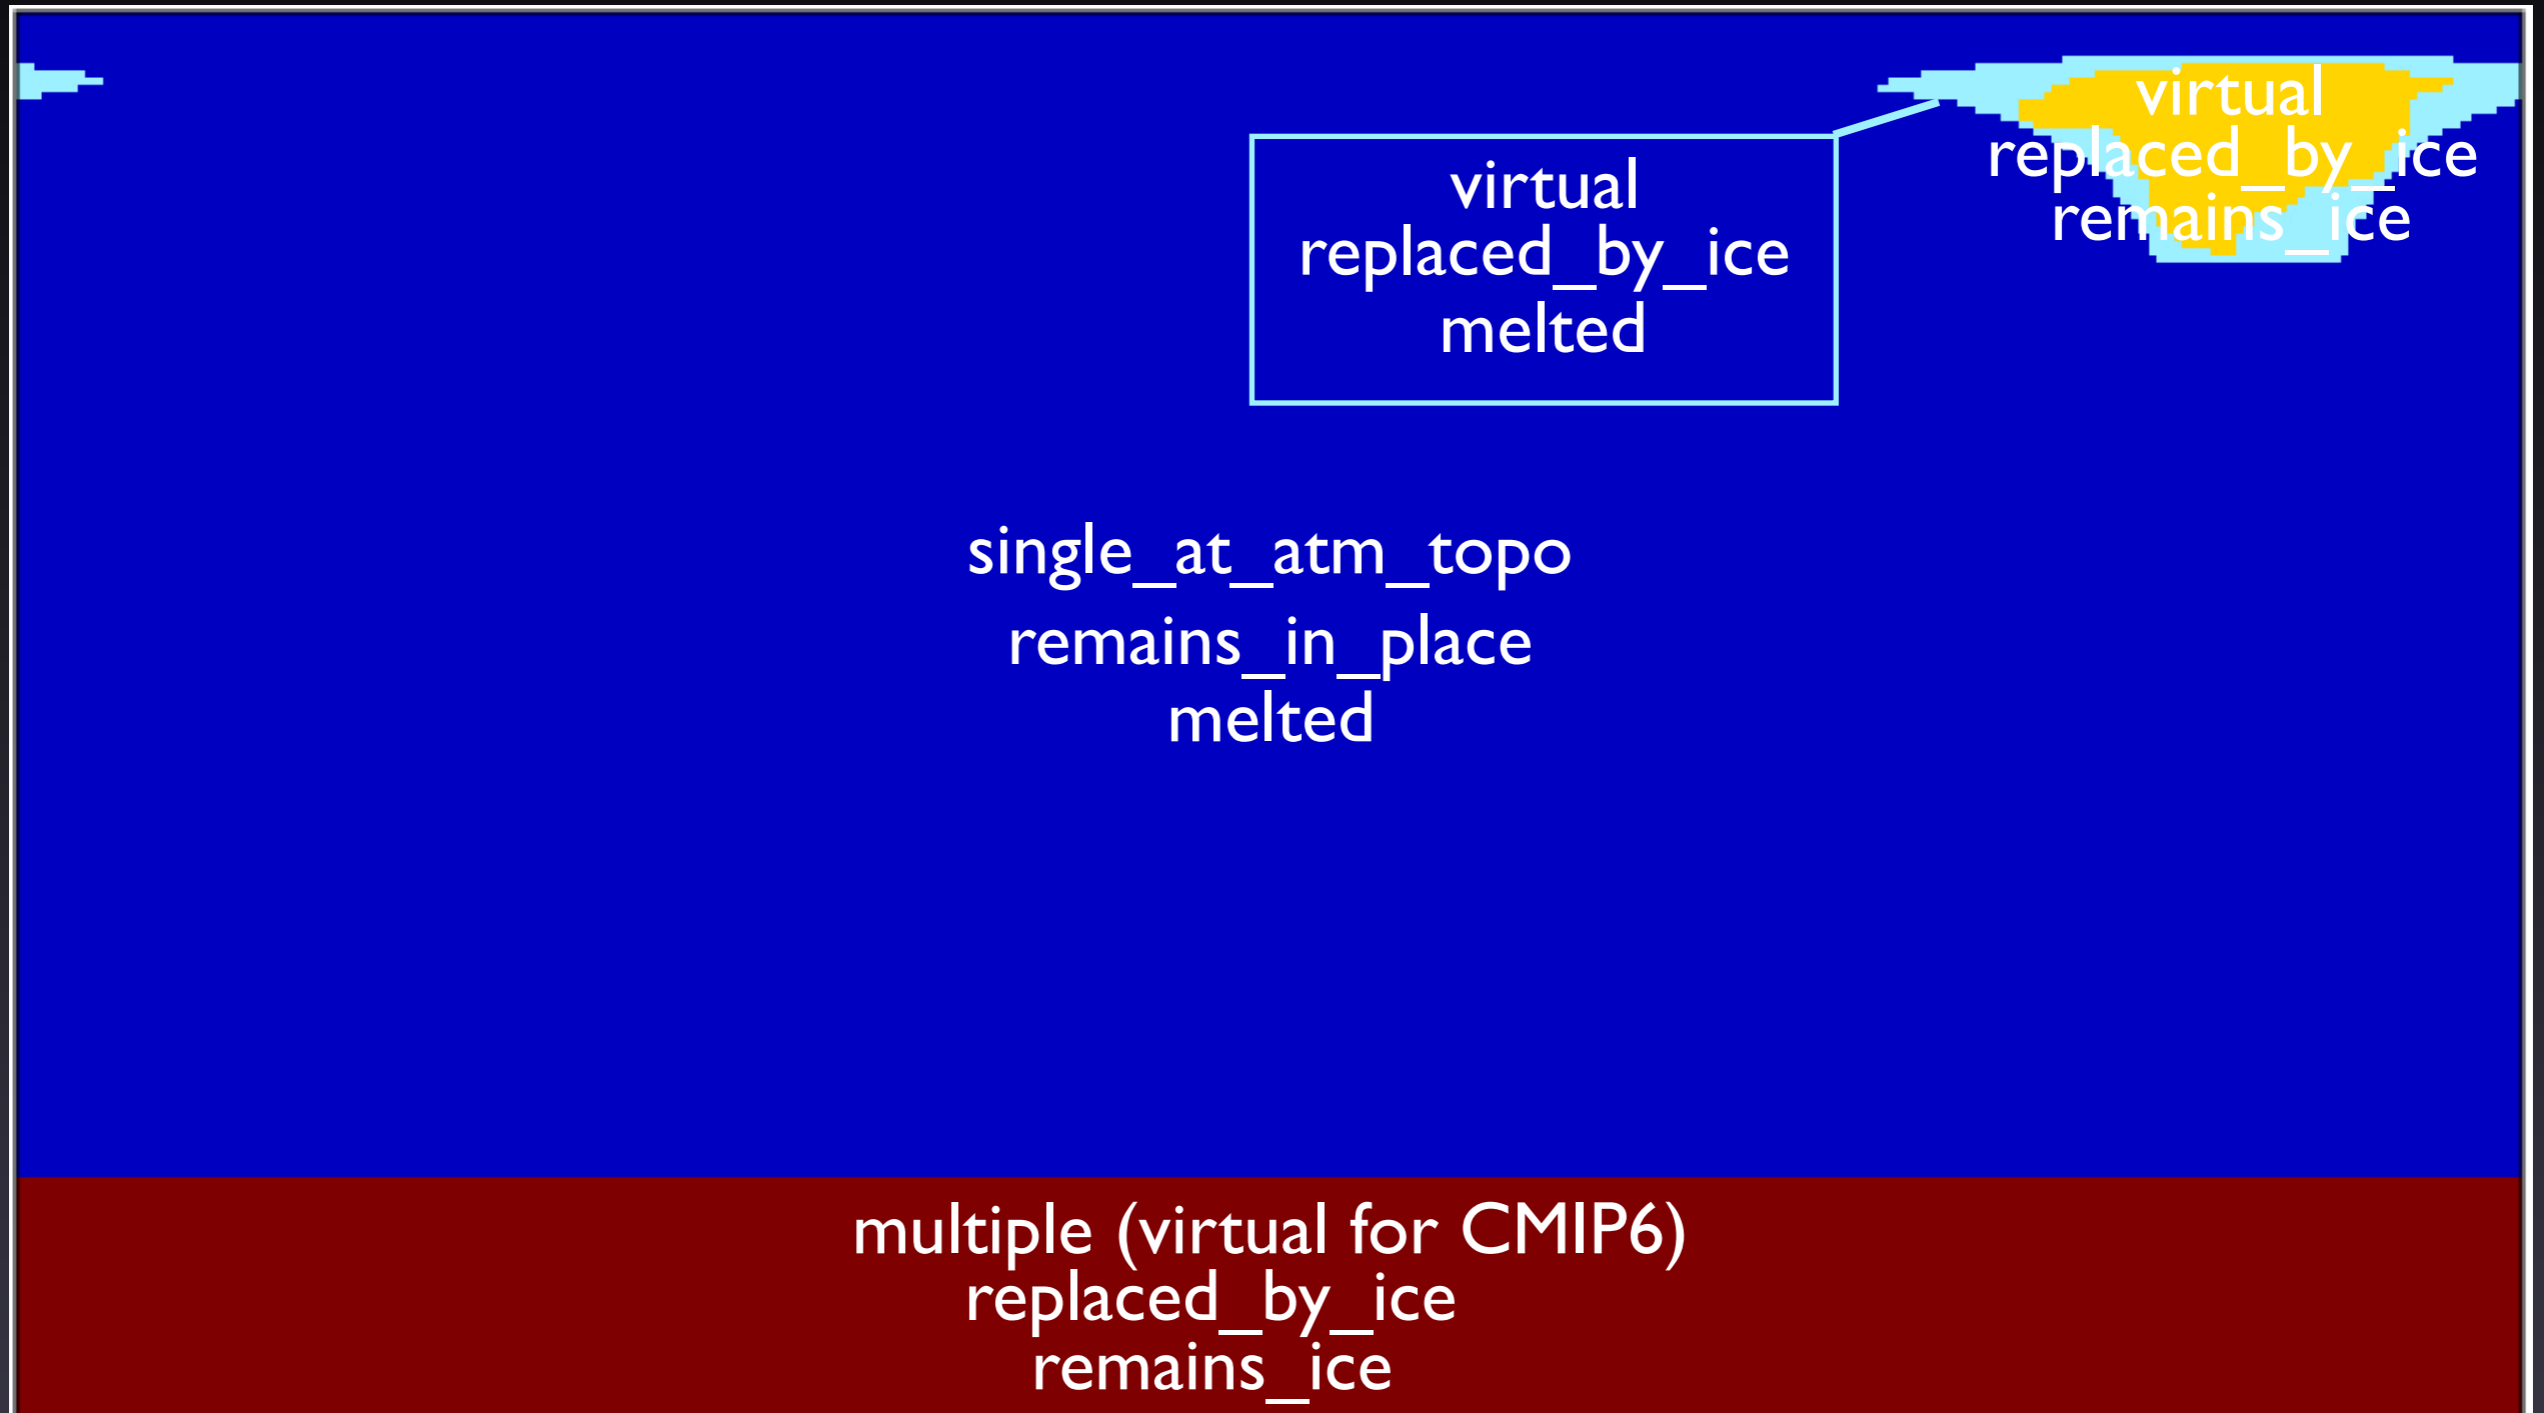 virtual
replaced_by_ice
remains_ice
virtual
replaced_by_ice
melted
single_at_atm_topo
remains_in_place
melted
multiple (virtual for CMIP6)
replaced_by_ice
remains_ice